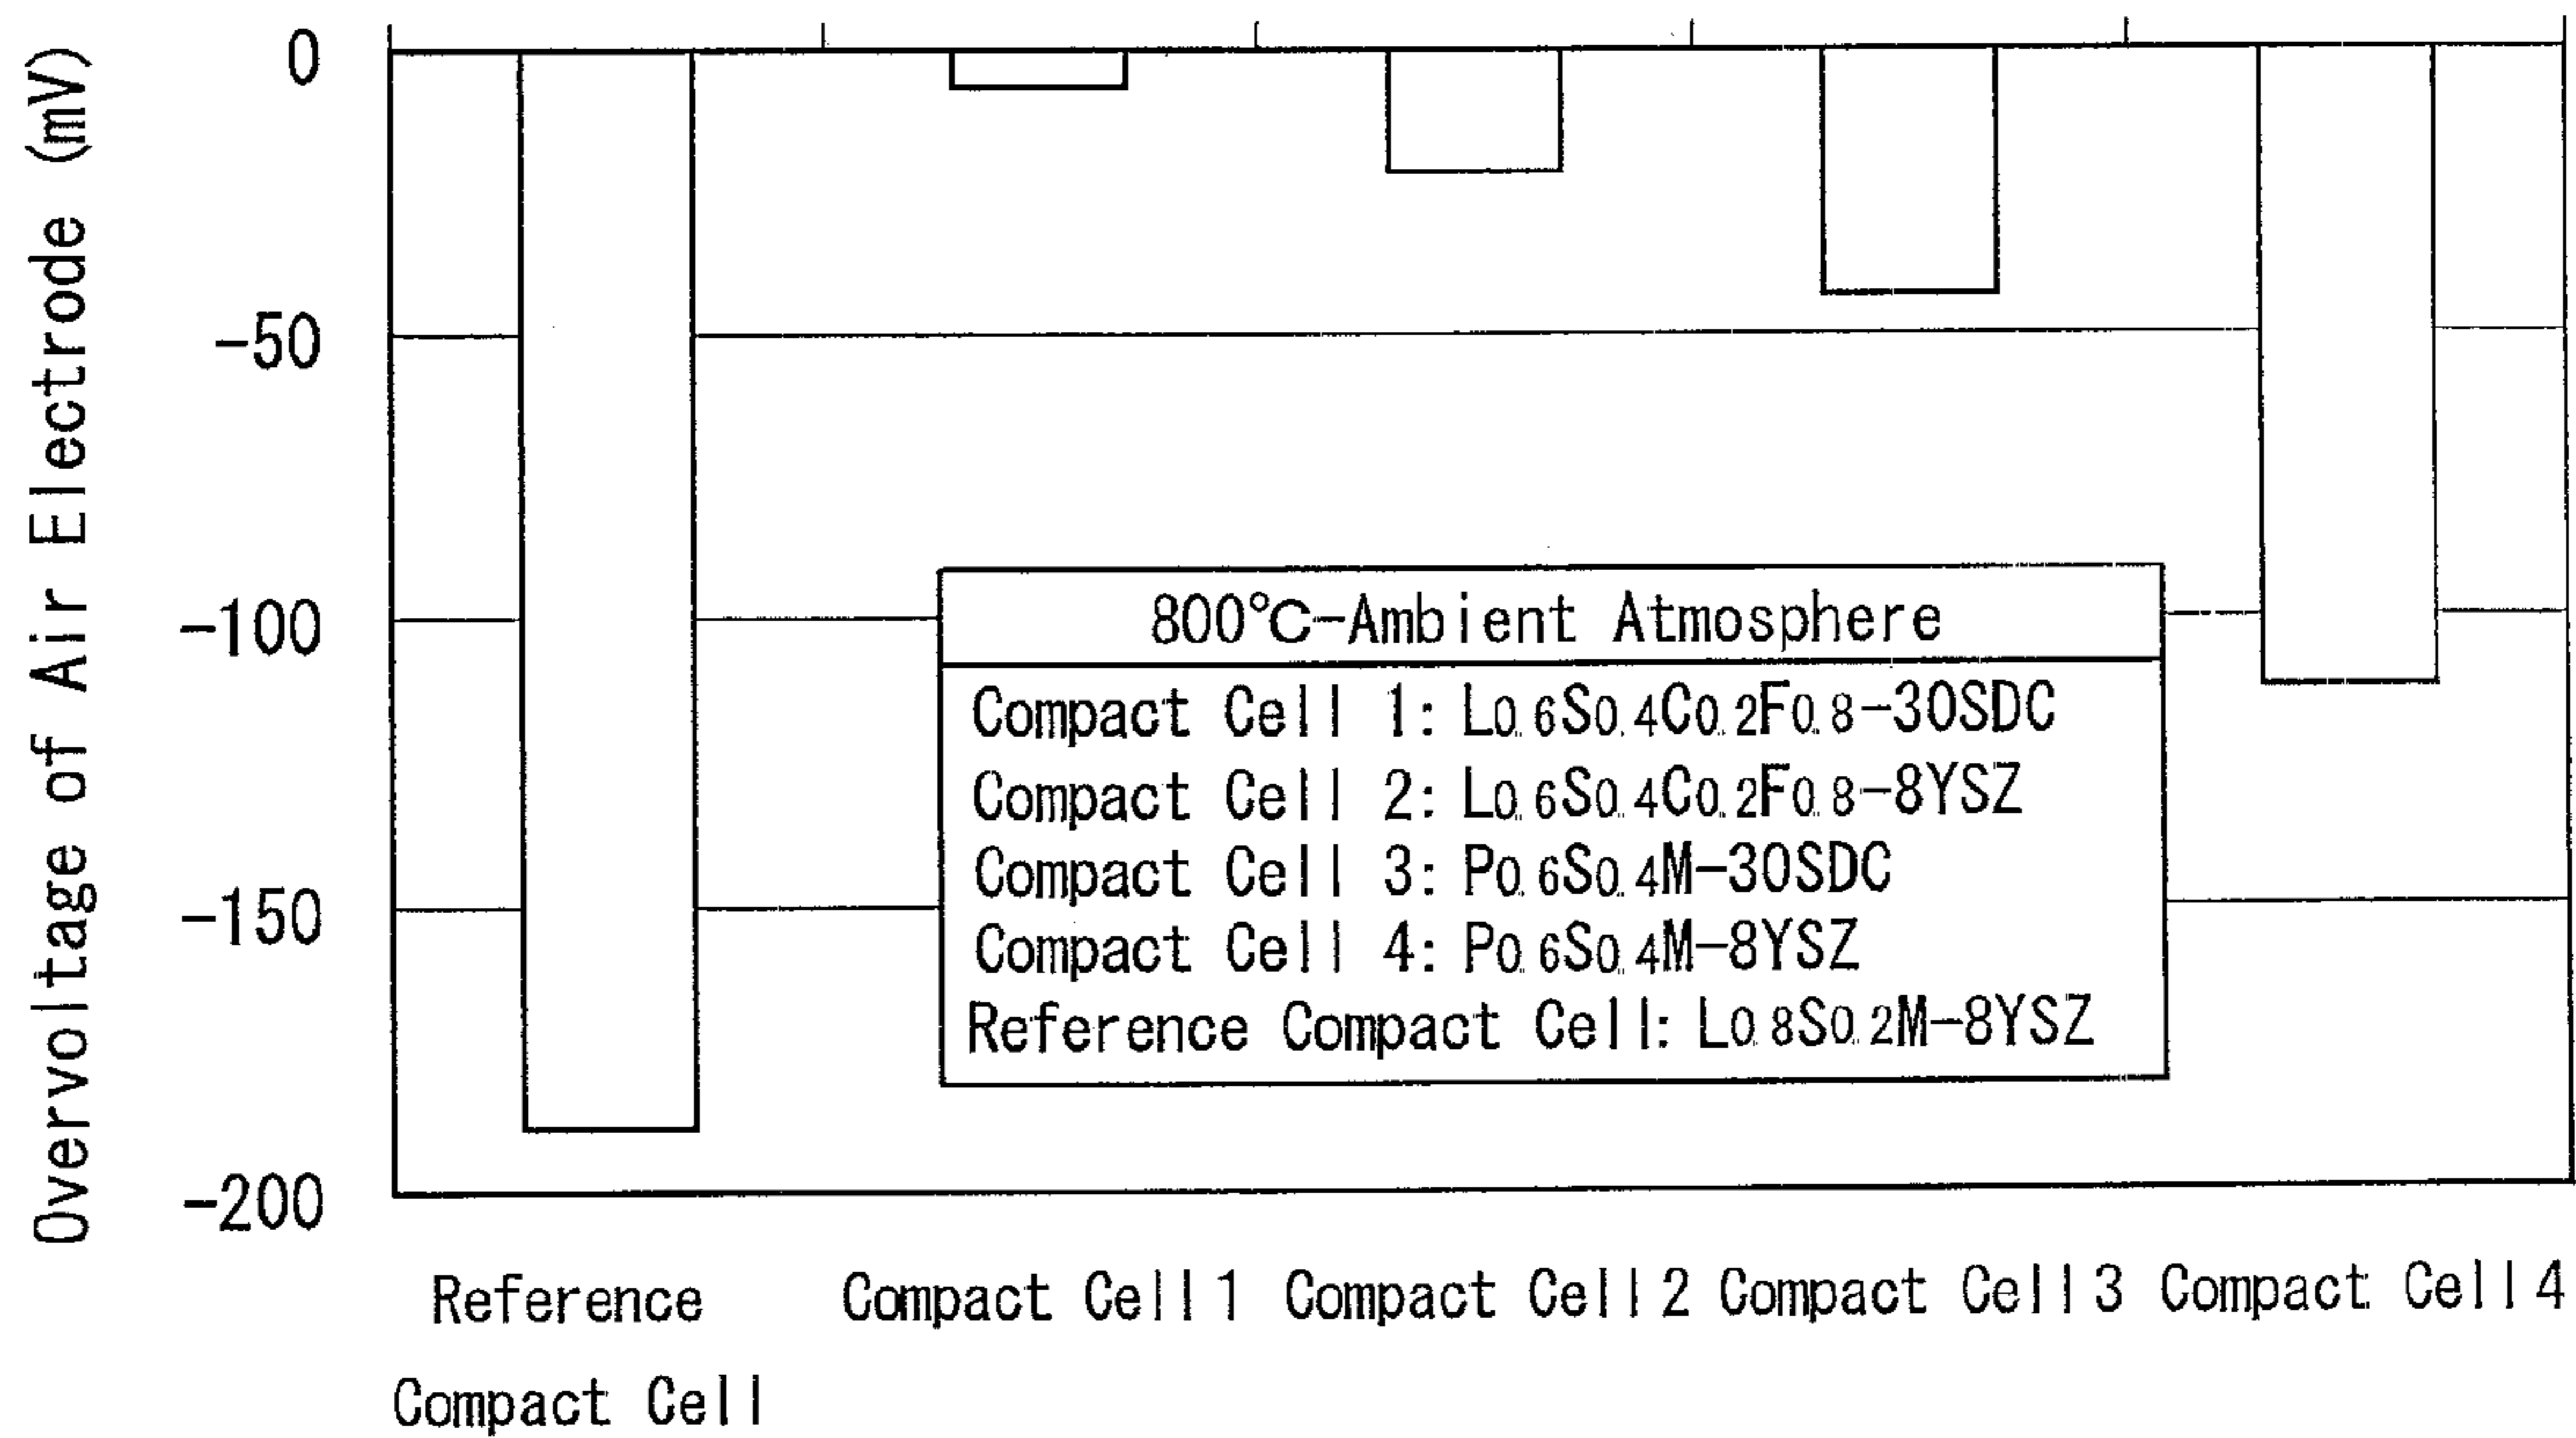 Overvoltage of Air Electrode (mV)
0
-50
-100
-150
-200
800℃-Ambient Atmosphere
Compact Cell 1: L0.6S0.4C0.2F0.8-30SDC
Compact Cell 2: L0.6S0.4C0.2F0.8-8YSZ
Compact Cell 3: P0.6S0.4M-30SDC
Compact Cell 4: P0.6S0.4M-8YSZ
Reference Compact Cell: L0.8S0.2M-8YSZ
Reference
Compact Cell
Compact Cell 1
Compact Cell 2
Compact Cell 3
Compact Cell 4